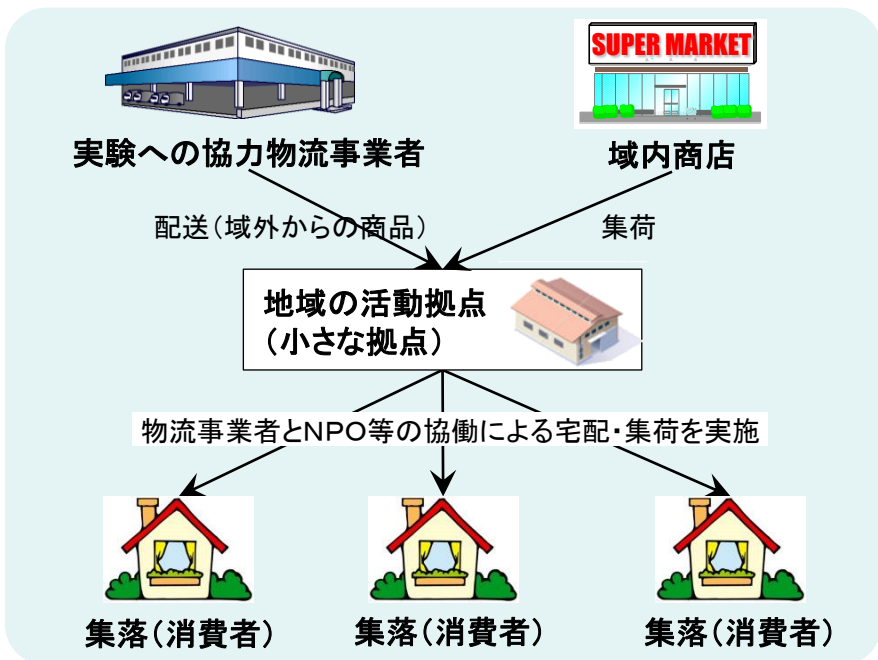 SUPER MARKET
実験への協力物流事業者
域内商店
配送（域外からの商品）
集荷
地域の活動拠点
（小さな拠点）
物流事業者とＮＰＯ等の協働による宅配・集荷を実施
集落（消費者）
集落（消費者）
集落（消費者）